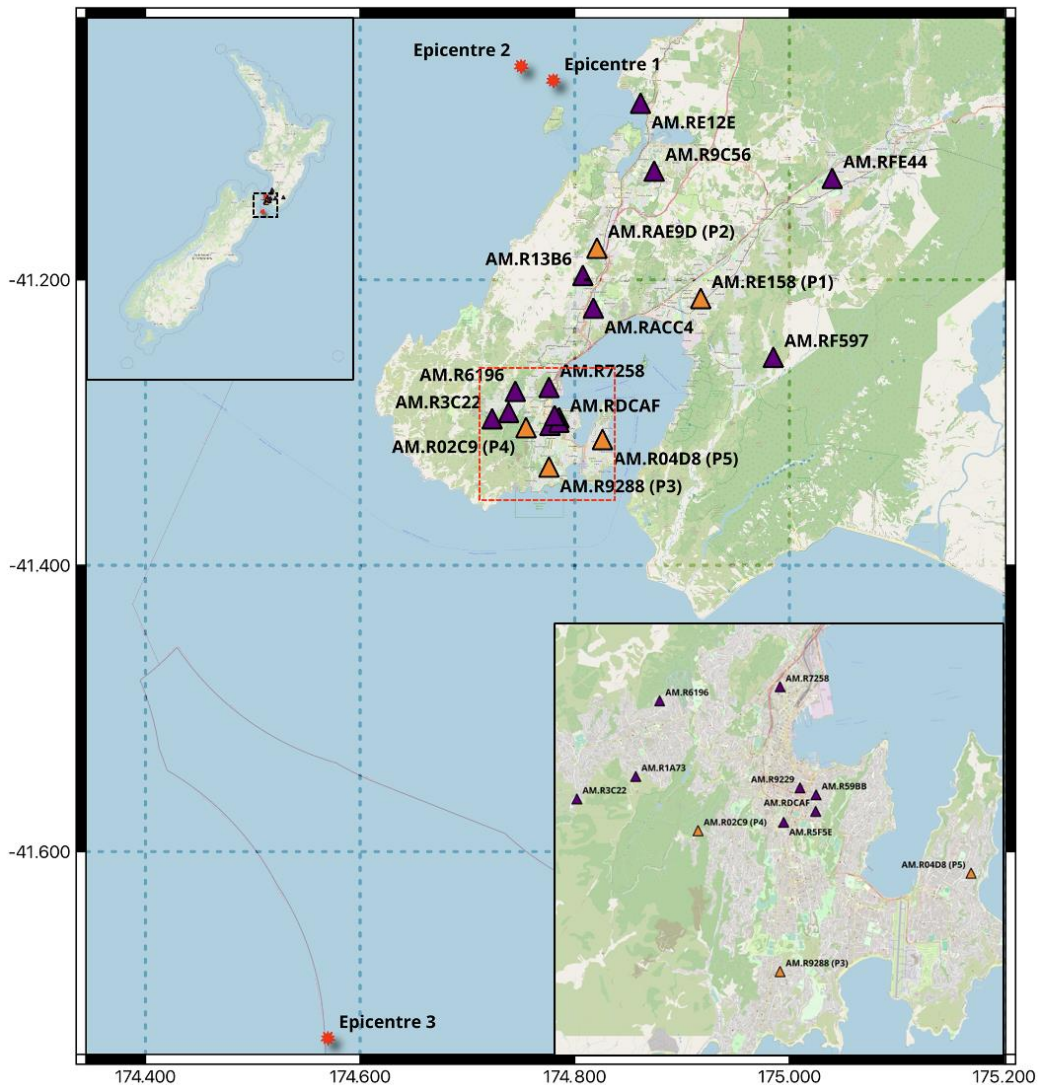 Epicentre 2
Epicentre 1
AM.RE12E
AM.R9C56
AM.RFE44
AM.RAE9D (P2)
AM.R13B6
-41.200
AM.RE158 (P1)
AM.RACC4
AM.RF597
AM.R6196
AM.R7258
AM.R3C22
AM.RDCAF
AM.R02C9 (P4)
AM.R04D8 (P5)
AM.R9288 (P3)
-41.400
AM.R7258
AM.R6196
AM.R1A73
AM.R9229
AM.R59BB
AM.R3C22
AM.RDCAF
AM.R02C9 (P4)
AM.R5F5E
-41.600
AM.R04D8 (P5)
AM.R9288 (P3)
Epicentre 3
174.400
174.600
174.800
175.000
175.200